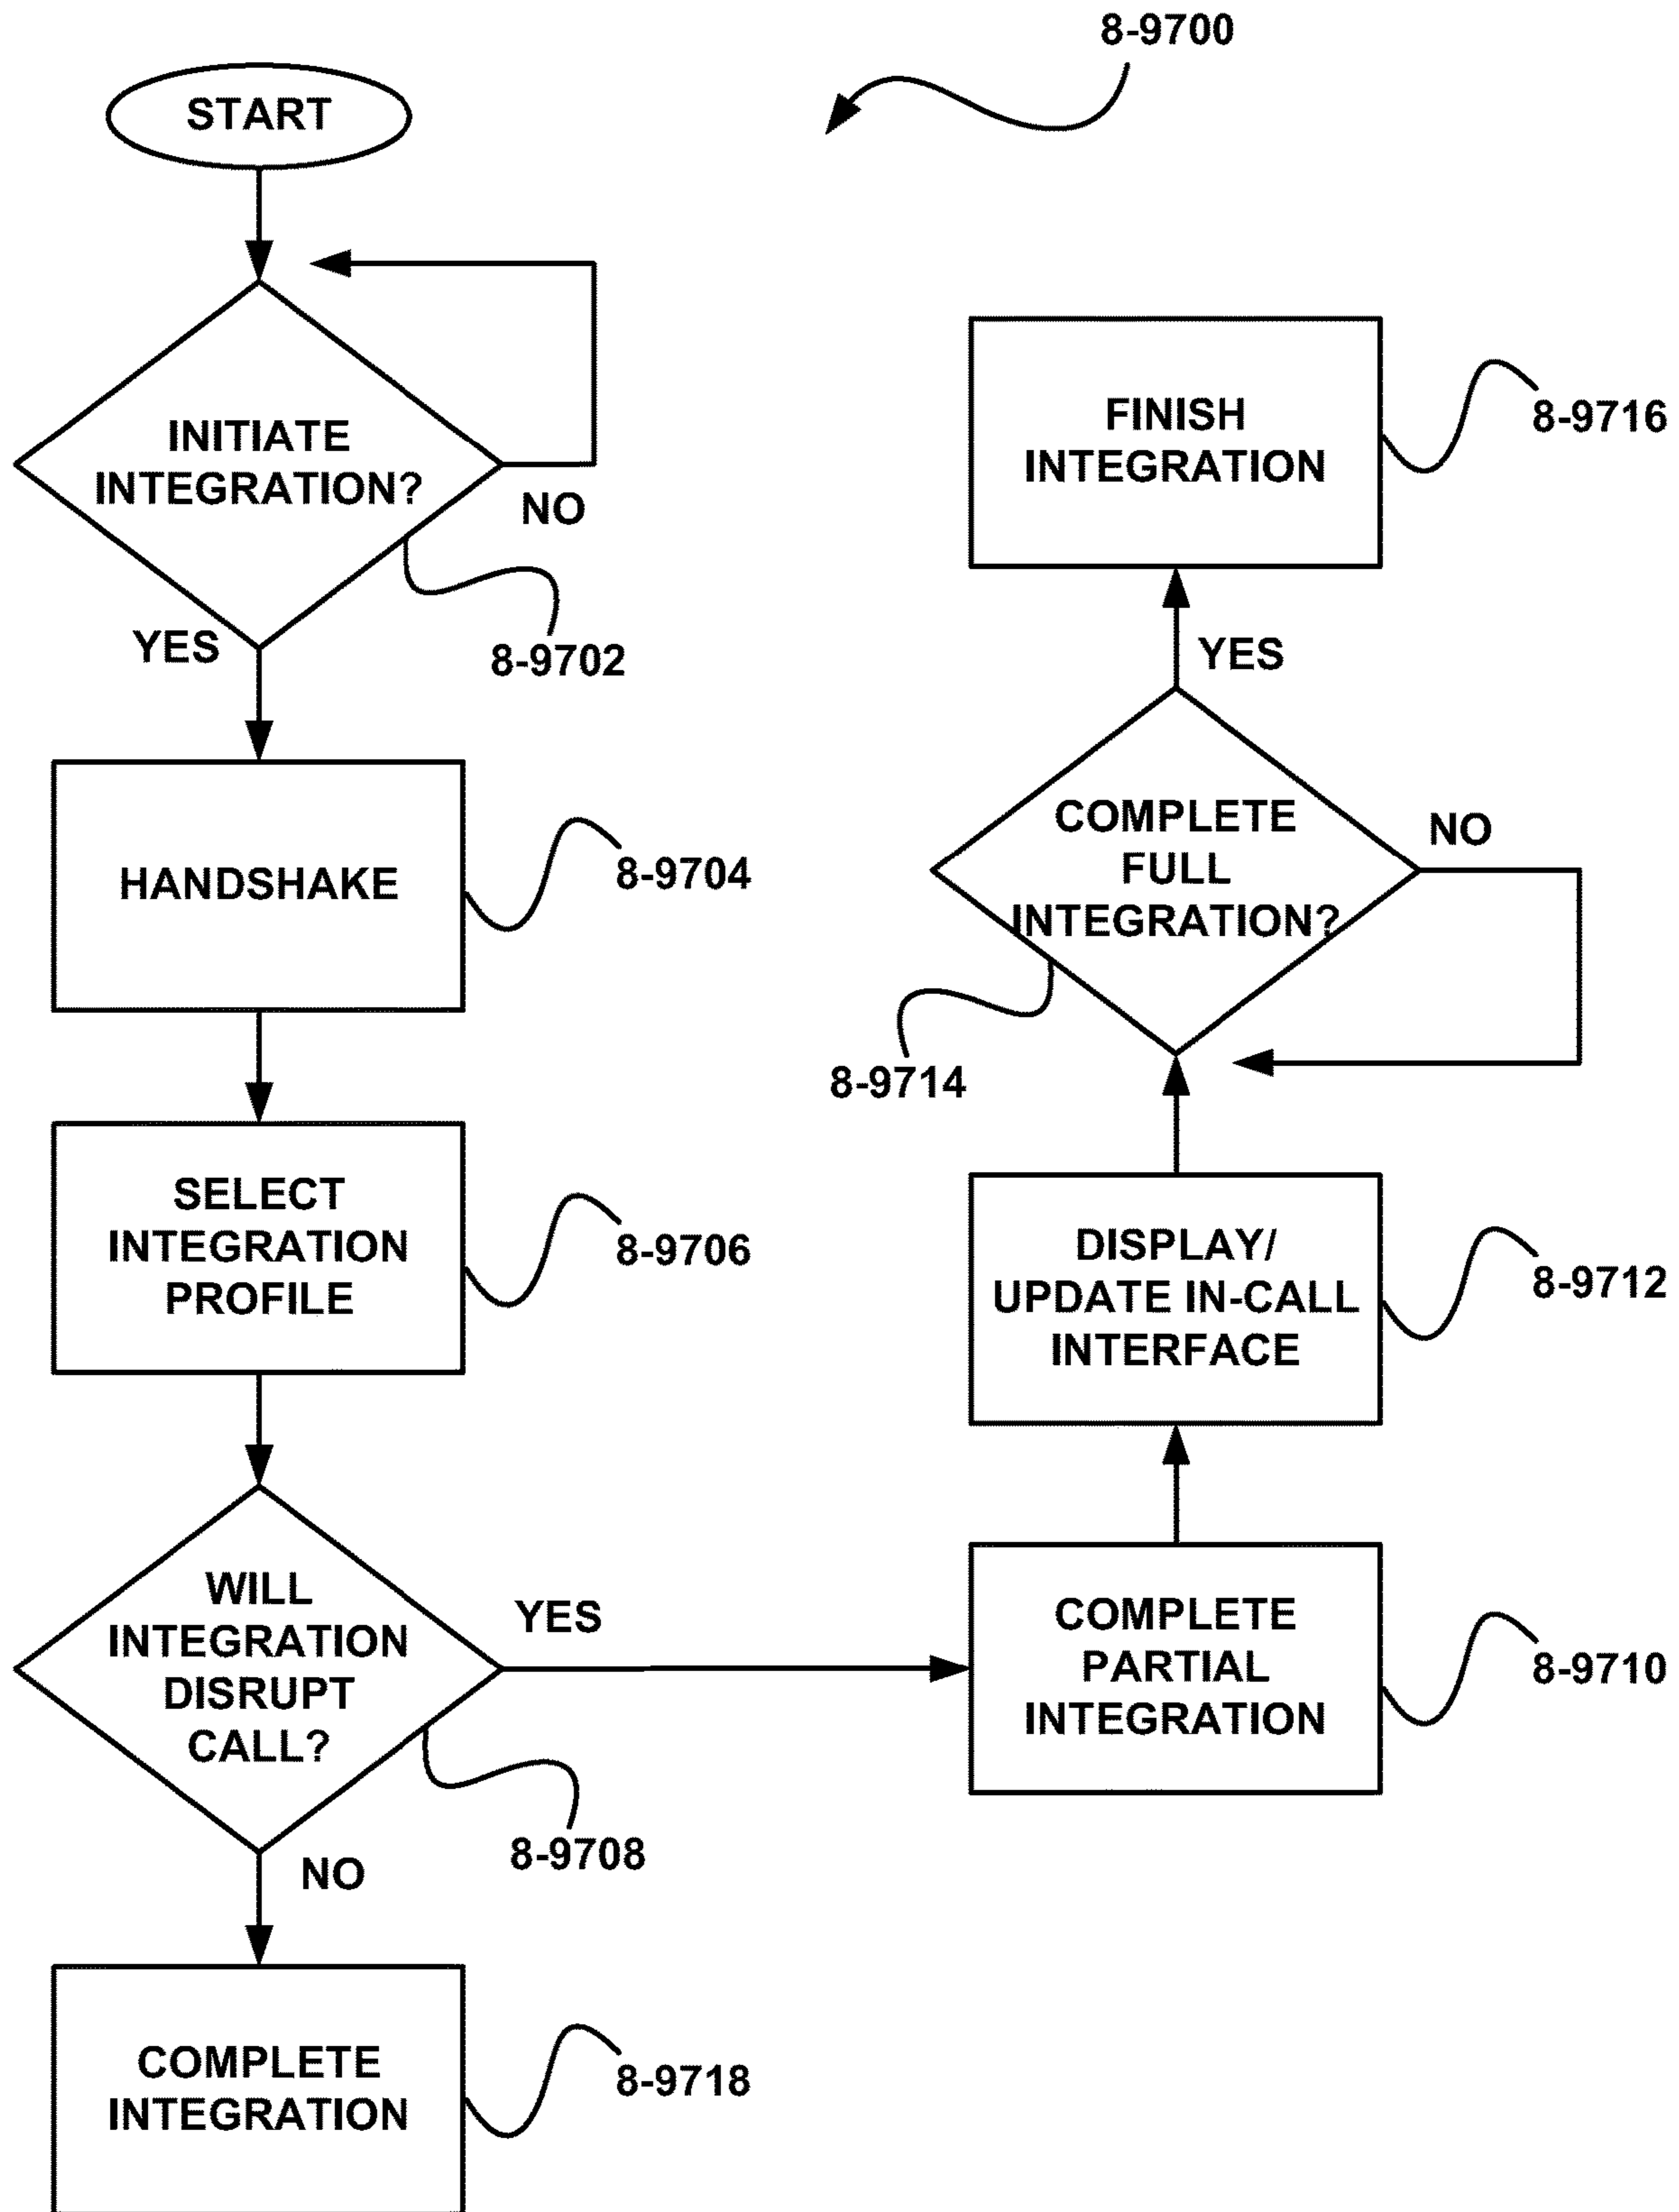 8-9700
START
INITIATE
INTEGRATION?
NO
YES
8-9702
HANDSHAKE
8-9704
SELECT
INTEGRATION
PROFILE
8-9706
WILL
INTEGRATION
DISRUPT
CALL?
YES
8-9708
NO
COMPLETE
INTEGRATION
8-9718
COMPLETE
PARTIAL
INTEGRATION
8-9710
DISPLAY/
UPDATE IN-CALL
INTERFACE
8-9712
COMPLETE
FULL
INTEGRATION?
NO
8-9714
YES
FINISH
INTEGRATION
8-9716